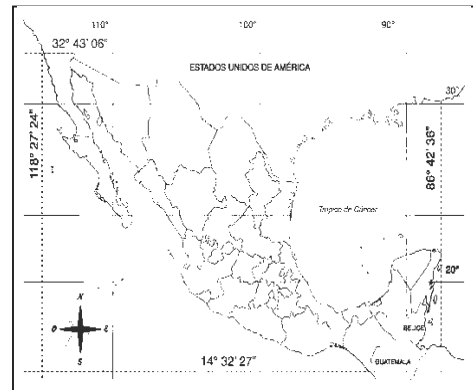 110° 100° 90°
32° 43' 06"
ESTADOS UNIDOS DE AMÉRICA
30°
118° 27' 24"
86° 42' 36"
Tropico de Cáncer
20°
N
O E
S
BELICE
14° 32' 27"
GUATEMALA